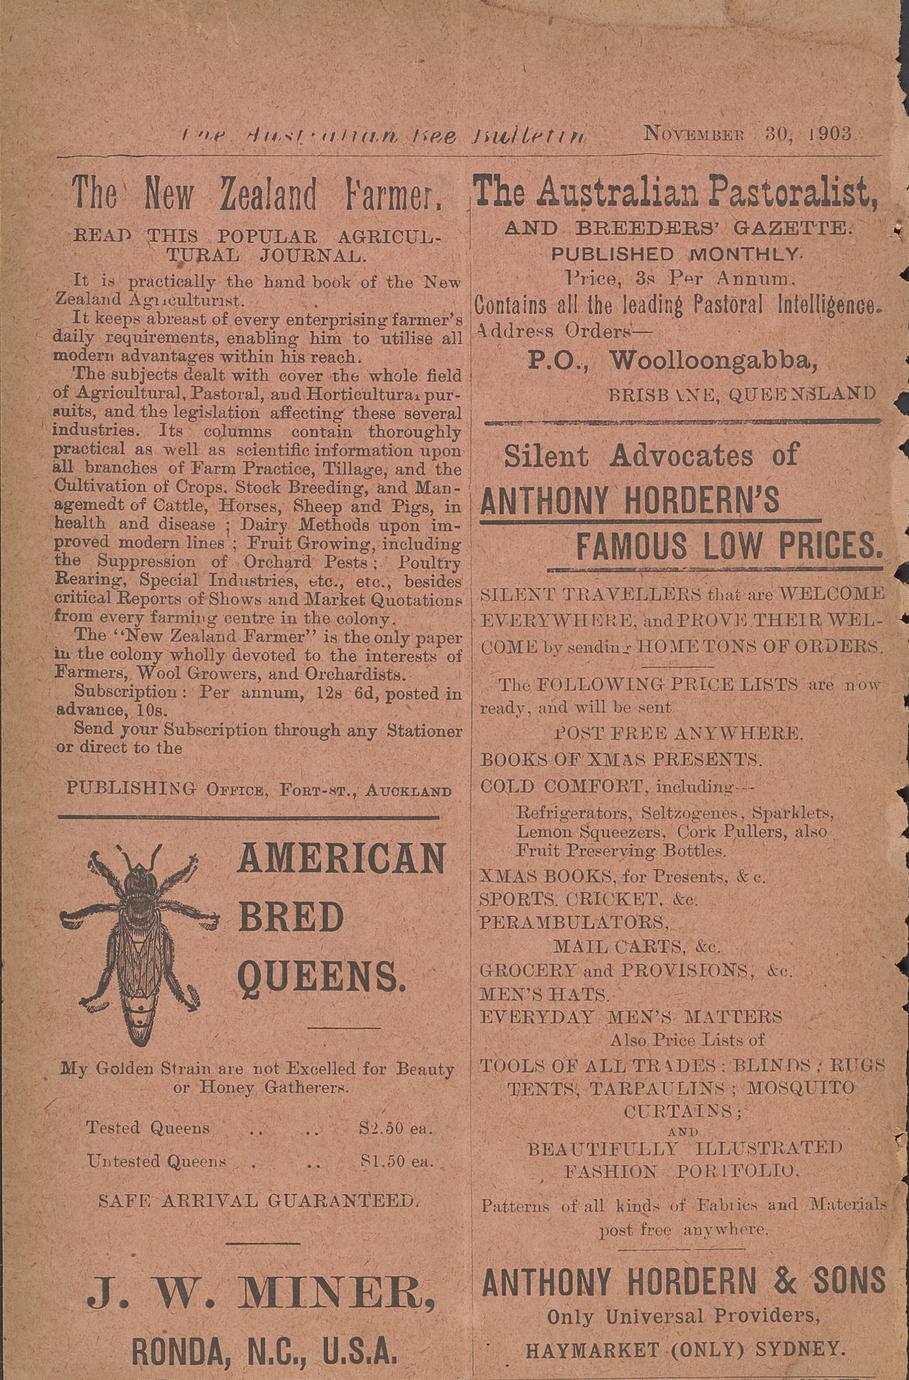 The Australian Bee Bulletin November 30, 1903
The New Zealand Farmer.
READ THIS POPULAR AGRICUL-
TURAL JOURNAL.
It is practically the hand book of the New
Zealand Agriculturist.
It keeps abreast of every enterprising farmer's
daily requirements, enabling him to utilise all
modern advantages within his reach.
The subjects dealt with cover the whole field
of Agricultural, Pastoral, and Horticultural pur-
suits, and the legislation affecting these several
industries. Its columns contain thoroughly
practical as well as scientific information upon
all branches of Farm Practice, Tillage, and the
Cultivation of Crops. Stock Breeding, and Man-
agemedt of Cattle, Horses, Sheep and Pigs, in
health and disease ; Dairy Methods upon im-
proved modern lines ; Fruit Growing, including
the Suppression of Orchard Pests ; Poultry
Rearing, Special Industries, etc., etc., besides
critical Reports of Shows and Market Quotations
from every farming centre in the colony.
The "New Zealand Farmer" is the only paper
in the colony wholly devoted to the interests of
Farmers, Wool Growers, and Orchardists.
Subscription : Per annum, 12s 6d, posted in
advance, 10s.
Send your Subscription through any Stationer
or direct to the
PUBLISHING Office, Fort-st., Auckland
AMERICAN
BRED
QUEENS.
My Golden Strain are not Excelled for Beauty
or Honey Gatherers.
Tested Queens .. .. $2.50 ea.
Untested Queens . .. $1.50 ea.
SAFE ARRIVAL GUARANTEED.
J. W. MINER,
RONDA, N.C., U.S.A.
The Australian Pastoralist,
AND BREEDERS' GAZETTE.
PUBLISHED MONTHLY.
Price, 3s Per Annum.
Contains all the leading Pastoral Intelligence.
Address Orders—
P.O., Woolloongabba,
BRISBANE, QUEENSLAND
Silent Advocates of
ANTHONY HORDERN'S
FAMOUS LOW PRICES.
SILENT TRAVELLERS that are WELCOME
EVERYWHERE, and PROVE THEIR WEL-
COME by sending HOME TONS OF ORDERS.
The FOLLOWING PRICE LISTS are now
ready, and will be sent
POST FREE ANYWHERE.
BOOKS OF XMAS PRESENTS.
COLD COMFORT, including—
Refrigerators, Seltzogenes, Sparklets,
Lemon Squeezers, Cork Pullers, also
Fruit Preserving Bottles.
XMAS BOOKS, for Presents, &c.
SPORTS, CRICKET, &c.
PERAMBULATORS,
MAIL CARTS, &c.
GROCERY and PROVISIONS, &c.
MEN'S HATS.
EVERYDAY MEN'S MATTERS
Also Price Lists of
TOOLS OF ALL TRADES ; BLINDS ; RUGS
TENTS, TARPAULINS ; MOSQUITO
CURTAINS ;
AND
BEAUTIFULLY ILLUSTRATED
FASHION PORTFOLIO.
Patterns of all kinds of Fabrics and Materials
post free anywhere.
ANTHONY HORDERN & SONS
Only Universal Providers,
HAYMARKET (ONLY) SYDNEY.